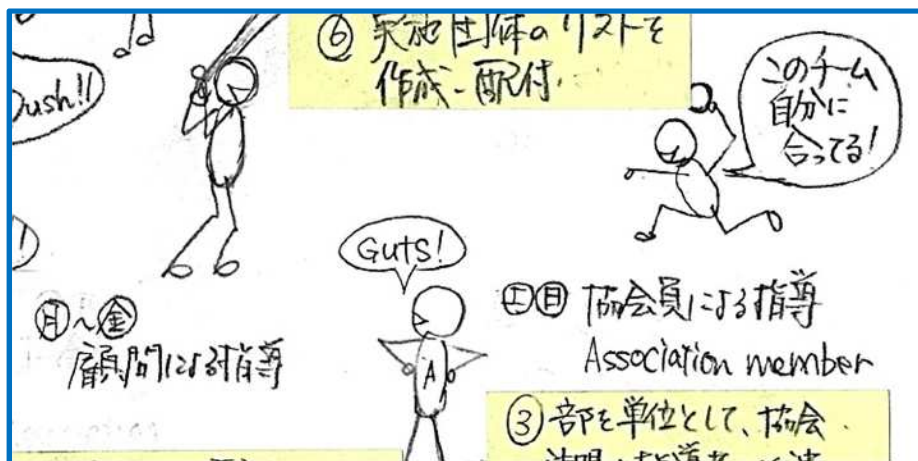 ⑥ 実施団体のリストを
作成・配付.
このチーム
自分に
合ってる!
Guts!
月〜金
顧問による指導
土日 協会員による指導
Association member
A
③ 部を単位として、協会